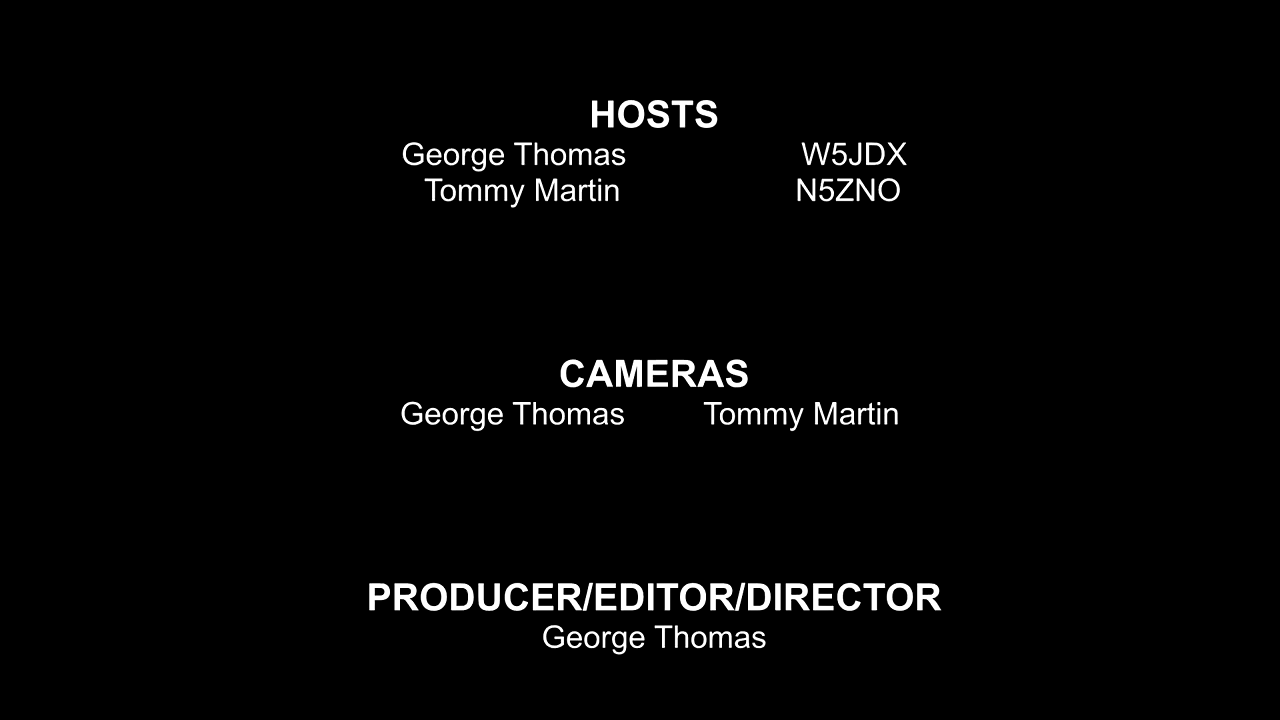 HOSTS
George Thomas W5JDX
Tommy Martin N5ZNO
CAMERAS
George Thomas Tommy Martin
PRODUCER/EDITOR/DIRECTOR
George Thomas